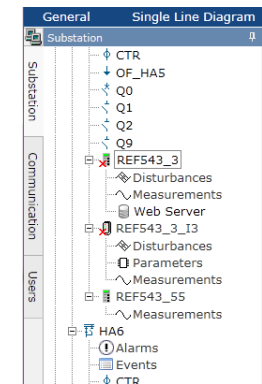 General Single Line Diagram
Substation
CTR
OF_HA5
Q0
Q1
Q2
Q9
REF543_3
Disturbances
Measurements
Web Server
REF543_3_I3
Disturbances
Parameters
Measurements
REF543_55
Measurements
HA6
Alarms
Events
CTR
Substation
Communication
Users